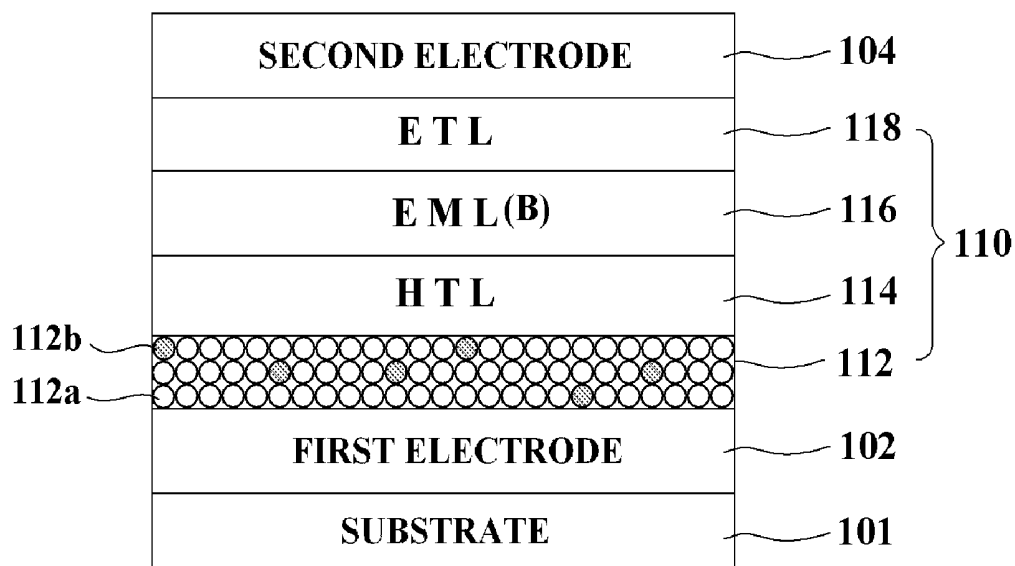 SECOND ELECTRODE 104
E T L 118
E M L (B) 116
110
H T L 114
112b
112
112a
FIRST ELECTRODE 102
SUBSTRATE 101